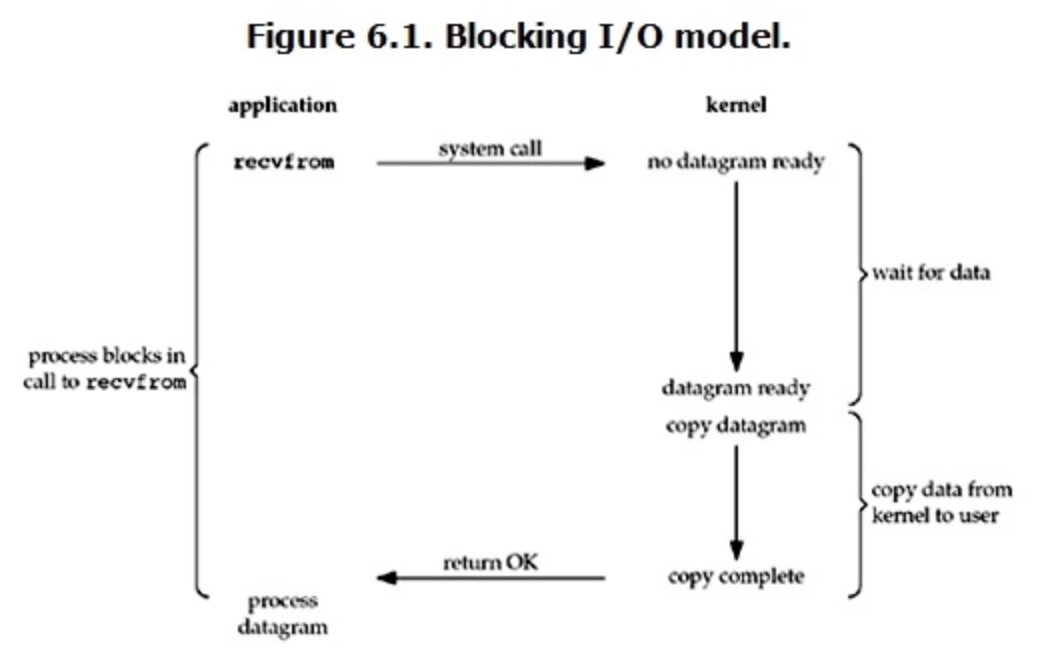 Figure 6.1. Blocking I/O model.
application
kernel
recvfrom
system call
no datagram ready
wait for data
process blocks in
call to recvfrom
datagram ready
copy datagram
copy data from
kernel to user
return OK
copy complete
process
datagram